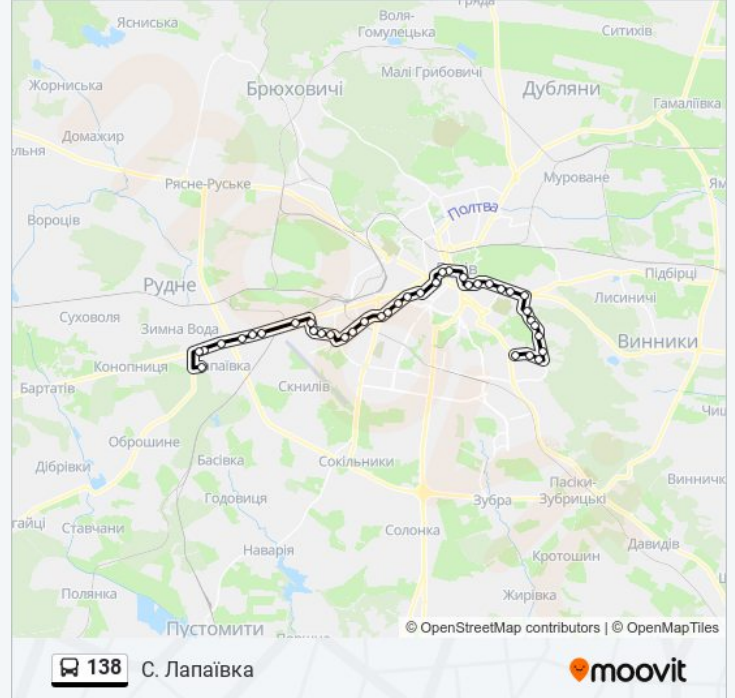 Ясниська
Воля-
Гомулецька
Ситихів
Малі Грибовичі
Жорниська
Брюховичі
Дубляни
Гамаліївка
Домажир
Рясне-Руське
Муроване
Полтва
Вороців
Рудне
Підбірці
Лисиничі
Суховоля
Зимна Вода
Винники
Конопниця
Скнилів
Бартатів
Оброшине
Басівка
Сокільники
Дібрівки
Годовиця
Зубра
Пасіки-
Зубрицькі
Ставчани
Солонка
Наварія
Давидів
Кротошин
Полянка
Жирівка
Пустомити
© OpenStreetMap contributors | © OpenMapTiles
138 С. Лапаївка
moovit